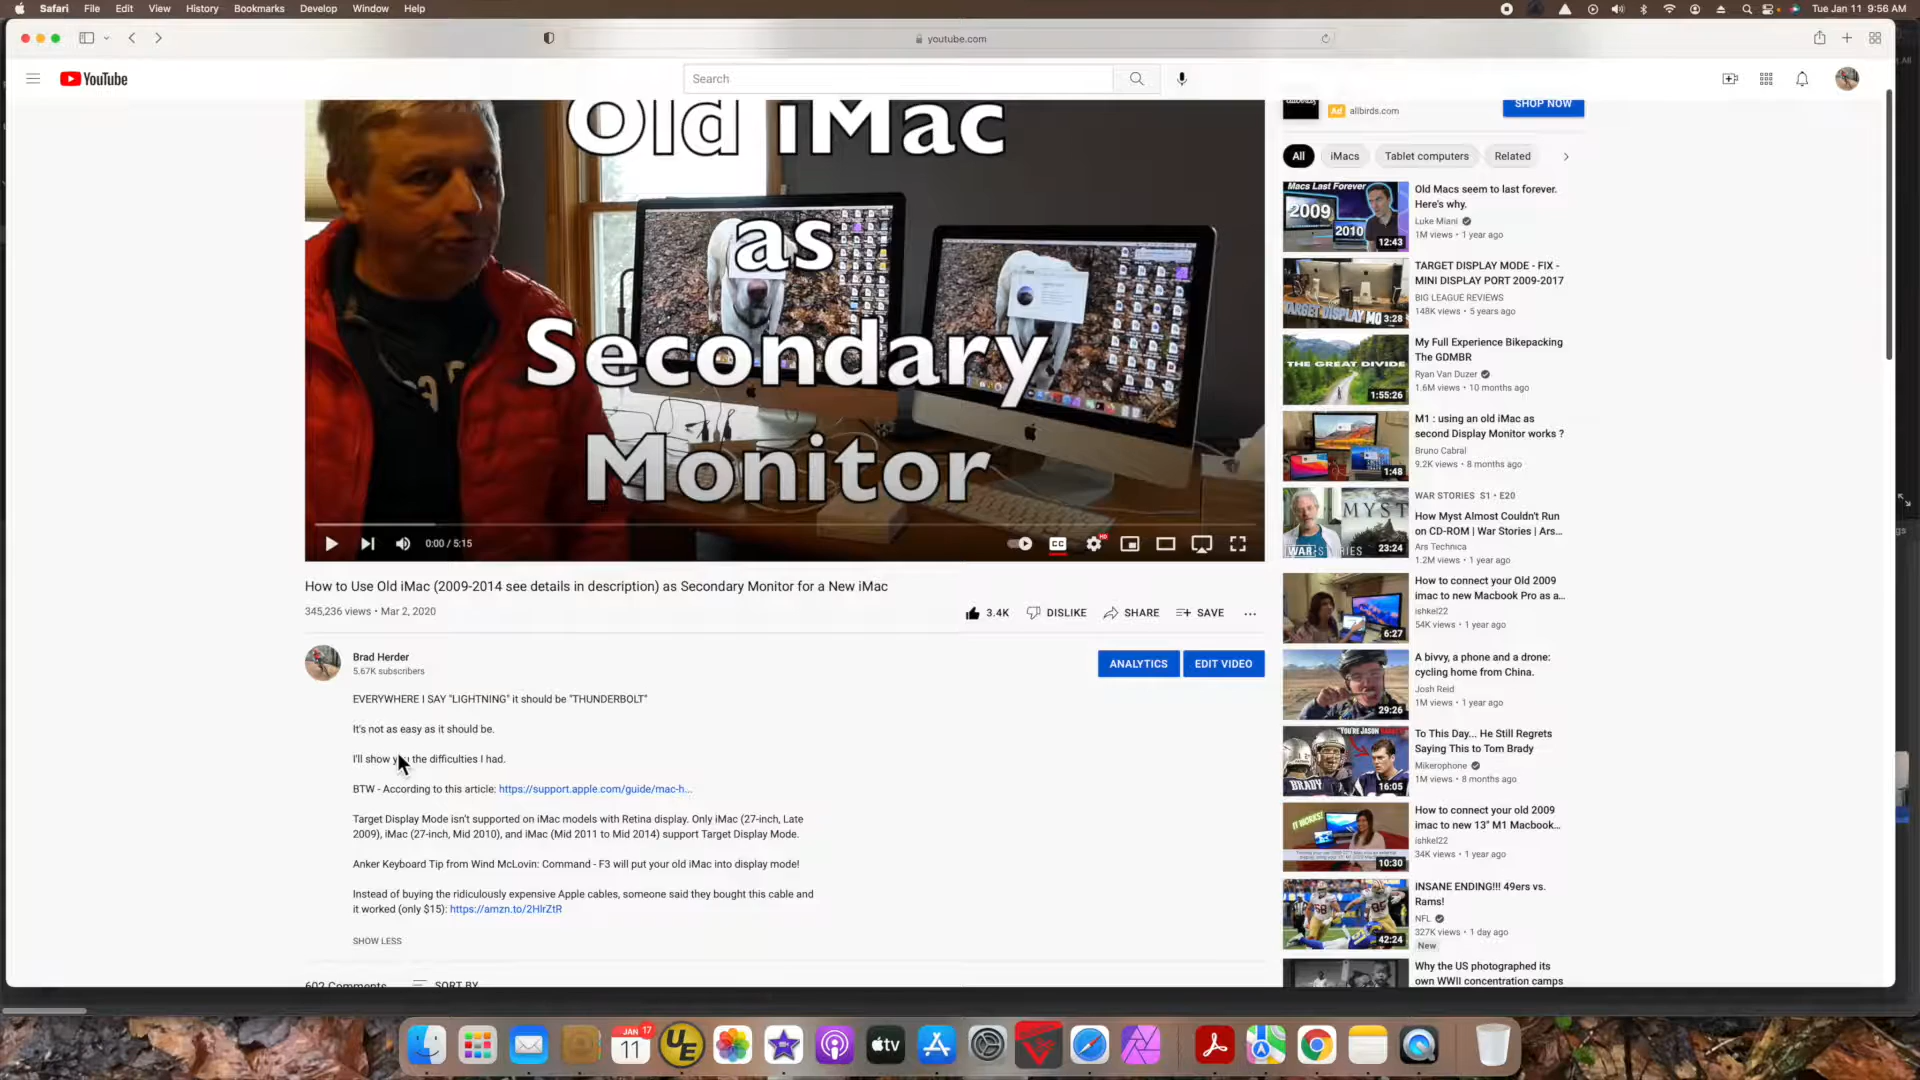 Safari File Edit View History Bookmarks Develop Window Help
Tue Jan 11 9:56 AM
youtube.com
YouTube
Search
Old iMac
as
Secondary
Monitor
0:00 / 5:15
CC
HD
How to Use Old iMac (2009-2014 see details in description) as Secondary Monitor for a New iMac
345,236 views • Mar 2, 2020
3.4K DISLIKE SHARE SAVE ...
Brad Herder
5.67K subscribers
ANALYTICS EDIT VIDEO
EVERYWHERE I SAY "LIGHTNING" it should be "THUNDERBOLT"
It's not as easy as it should be.
I'll show you the difficulties I had.
BTW - According to this article: https://support.apple.com/guide/mac-h...
Target Display Mode isn't supported on iMac models with Retina display. Only iMac (27-inch, Late
2009), iMac (27-inch, Mid 2010), and iMac (Mid 2011 to Mid 2014) support Target Display Mode.
Anker Keyboard Tip from Wind McLovin: Command - F3 will put your old iMac into display mode!
Instead of buying the ridiculously expensive Apple cables, someone said they bought this cable and
it worked (only $15): https://amzn.to/2HlrZtR
SHOW LESS
602 Comments SORT BY
Ad allbirds.com
SHOP NOW
All iMacs Tablet computers Related
Macs Last Forever
2009
2010
12:43
Old Macs seem to last forever.
Here's why.
Luke Miani
1M views • 1 year ago
TARGET DISPLAY MO
3:28
TARGET DISPLAY MODE - FIX -
MINI DISPLAY PORT 2009-2017
BIG LEAGUE REVIEWS
148K views • 5 years ago
THE GREAT DIVIDE
1:55:26
My Full Experience Bikepacking
The GDMBR
Ryan Van Duzer
1.6M views • 10 months ago
1:48
M1 : using an old iMac as
second Display Monitor works ?
Bruno Cabral
9.2K views • 8 months ago
MYST
WAR STORIES
23:24
WAR STORIES S1 • E20
How Myst Almost Couldn't Run
on CD-ROM | War Stories | Ars...
Ars Technica
1.2M views • 1 year ago
6:27
How to connect your Old 2009
imac to new Macbook Pro as a...
ishkel22
54K views • 1 year ago
29:26
A bivvy, a phone and a drone:
cycling home from China.
Josh Reid
1M views • 1 year ago
"YOU'RE JASON
BRADY
16:05
To This Day... He Still Regrets
Saying This to Tom Brady
Mikerophone
1M views • 8 months ago
IT WORKS!
10:30
How to connect your old 2009
imac to new 13" M1 Macbook...
ishkel22
34K views • 1 year ago
42:24
INSANE ENDING!!! 49ers vs.
Rams!
NFL
327K views • 1 day ago
New
Why the US photographed its
own WWII concentration camps
JAN 17
11
UE
tv